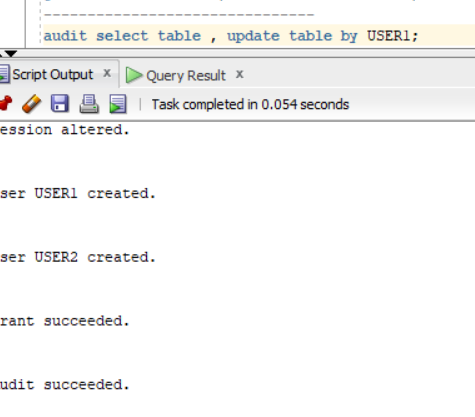 ------------------------------
audit select table , update table by USER1;
Script Output x Query Result x
Task completed in 0.054 seconds
ession altered.
ser USER1 created.
ser USER2 created.
rant succeeded.
udit succeeded.